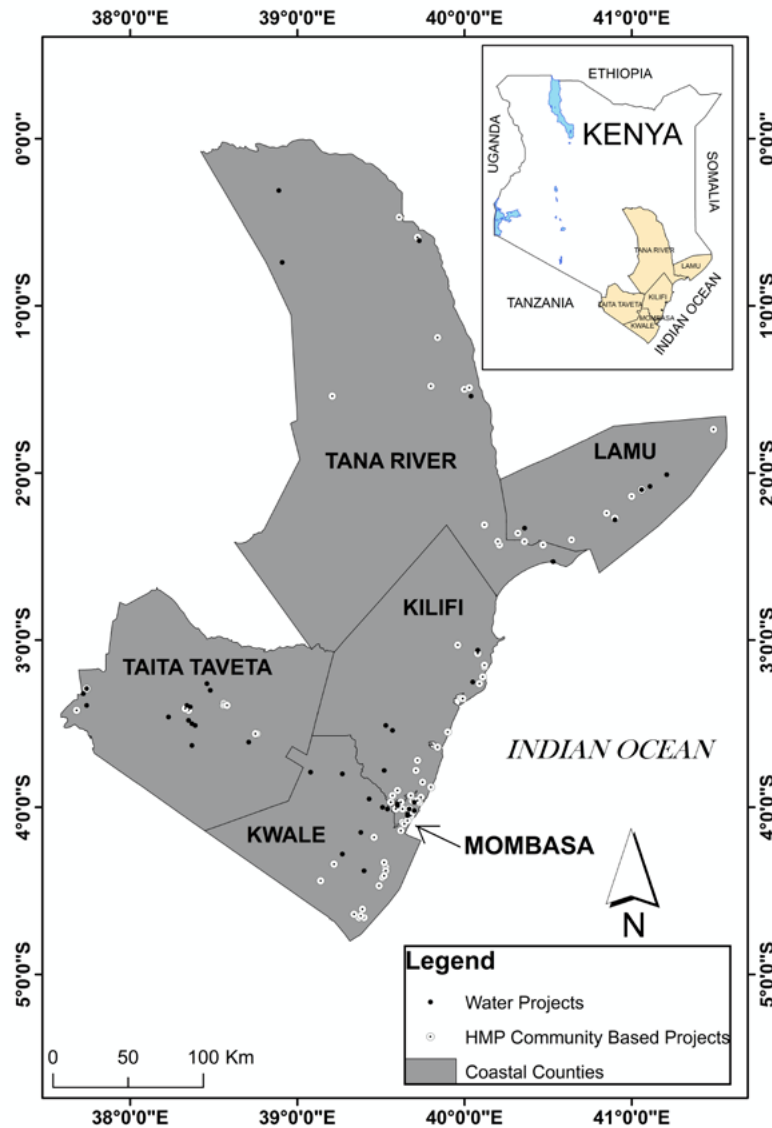 38°0'0"E 39°0'0"E 40°0'0"E 41°0'0"E
ETHIOPIA
KENYA
UGANDA
SOMALIA
TANA RIVER
LAMU
KILIFI
TAITA TAVETA
MOMBASA
KWALE
TANZANIA
INDIAN OCEAN
0°0'0"
1°0'0"S
2°0'0"S
3°0'0"S
4°0'0"S
5°0'0"S
TANA RIVER
LAMU
KILIFI
TAITA TAVETA
INDIAN OCEAN
KWALE
MOMBASA
N
Legend
Water Projects
HMP Community Based Projects
Coastal Counties
0 50 100 Km
0°0'0"
1°0'0"S
2°0'0"S
3°0'0"S
4°0'0"S
5°0'0"S
38°0'0"E 39°0'0"E 40°0'0"E 41°0'0"E